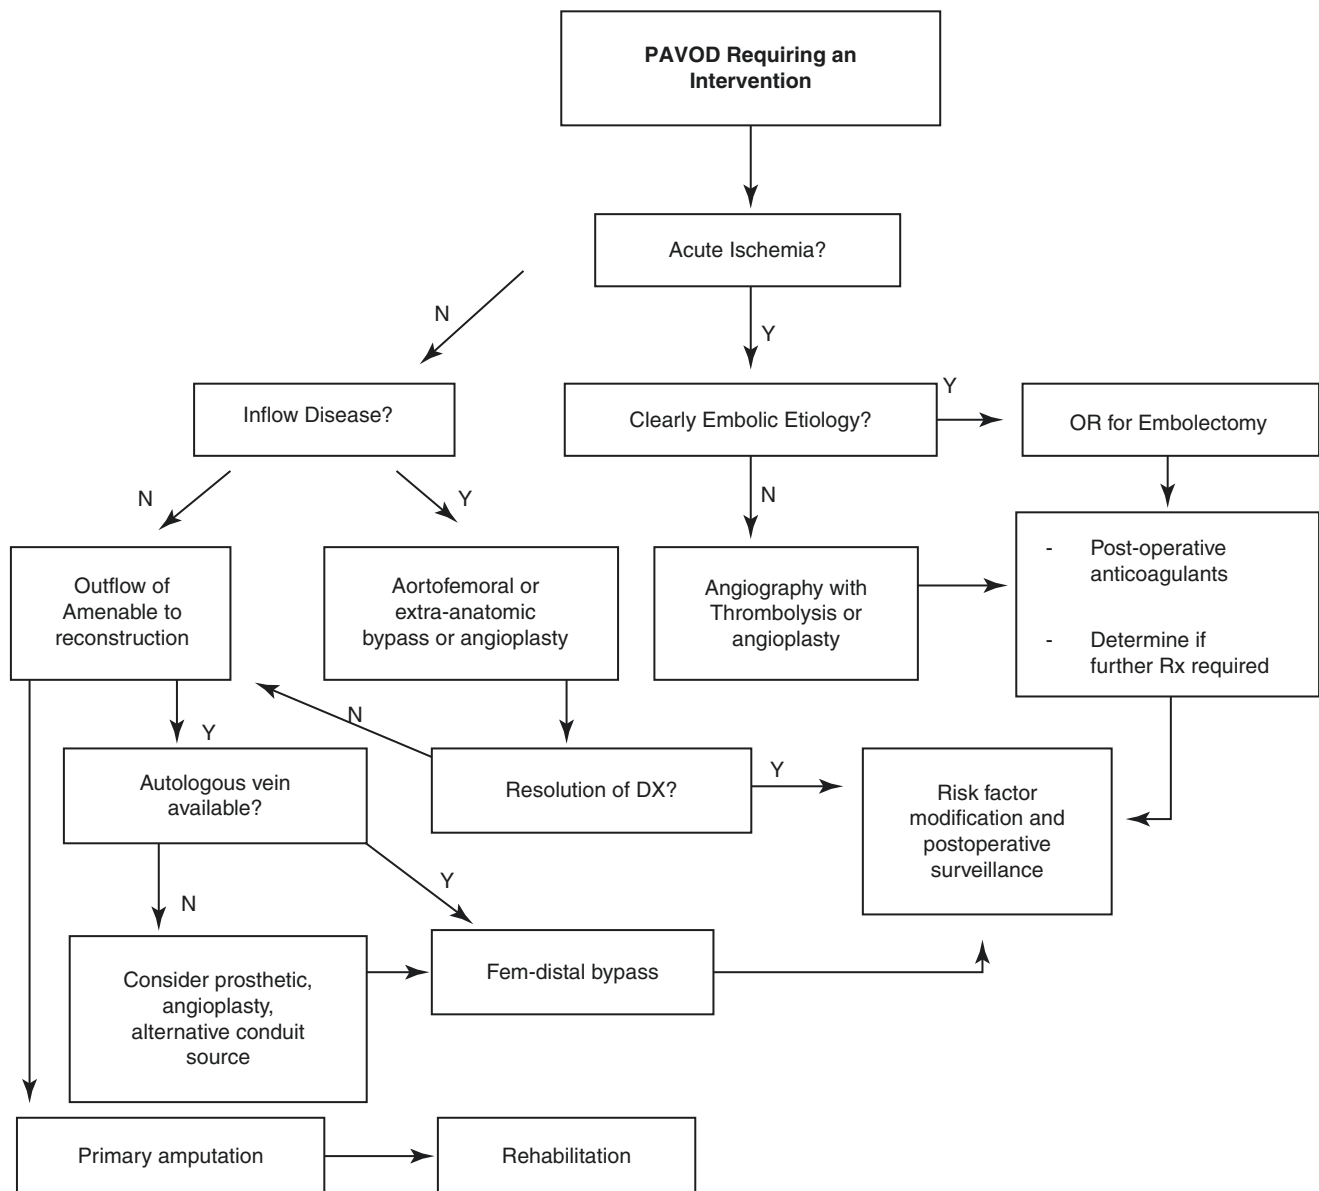 PAVOD Requiring an
Intervention
Acute Ischemia?
N
Y
Inflow Disease?
Clearly Embolic Etiology?
Y
OR for Embolectomy
N
Y
N
Outflow of
Amenable to
reconstruction
Aortofemoral or
extra-anatomic
bypass or angioplasty
Angiography with
Thrombolysis or
angioplasty
- Post-operative
anticoagulants
- Determine if
further Rx required
Y
N
Autologous vein
available?
Resolution of DX?
Y
Risk factor
modification and
postoperative
surveillance
N
Y
Consider prosthetic,
angioplasty,
alternative conduit
source
Fem-distal bypass
Primary amputation
Rehabilitation